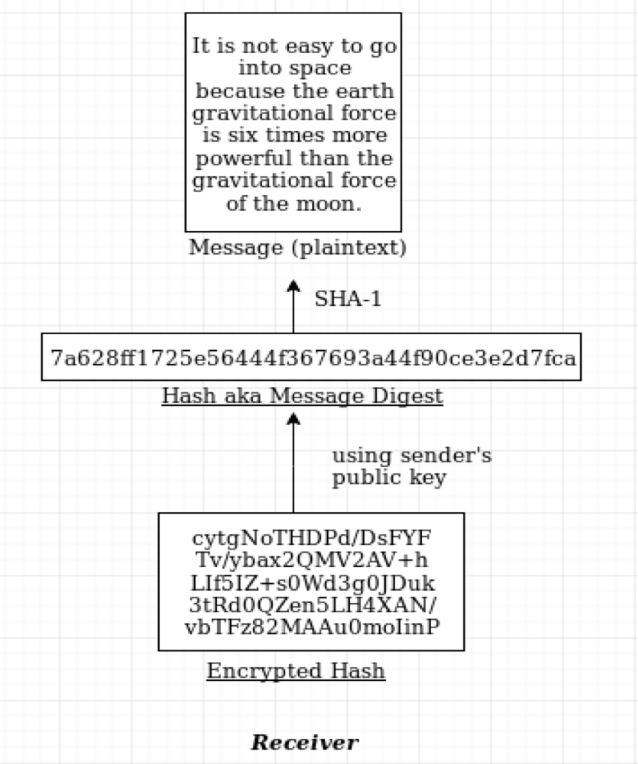 It is not easy to go
into space
because the earth
gravitational force
is six times more
powerful than the
gravitational force
of the moon.
Message (plaintext)
SHA-1
7a628ff1725e56444f367693a44f90ce3e2d7fca
Hash aka Message Digest
using sender's
public key
cytgNoTHDPd/DsFYF
Tv/ybax2QMV2AV+h
LIf5IZ+s0Wd3g0JDuk
3tRd0QZen5LH4XAN/
vbTFz82MAAu0moIinP
Encrypted Hash
Receiver